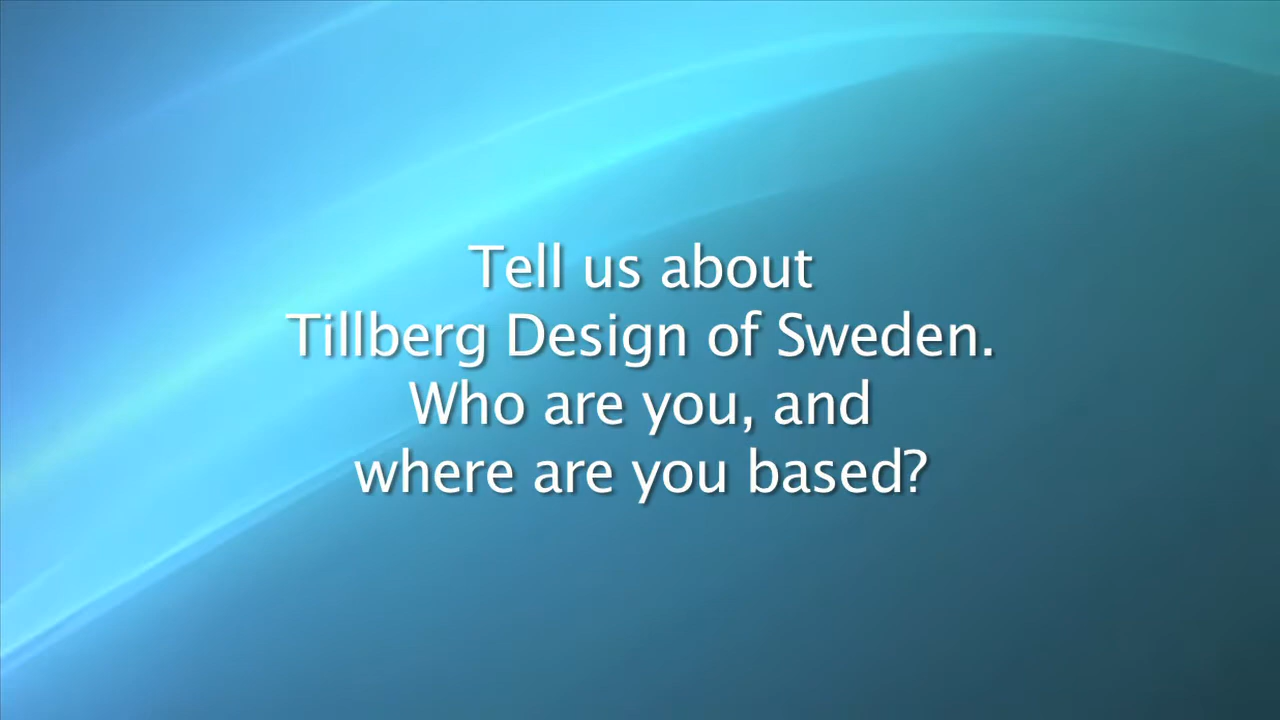 Tell us about
Tillberg Design of Sweden.
Who are you, and
where are you based?